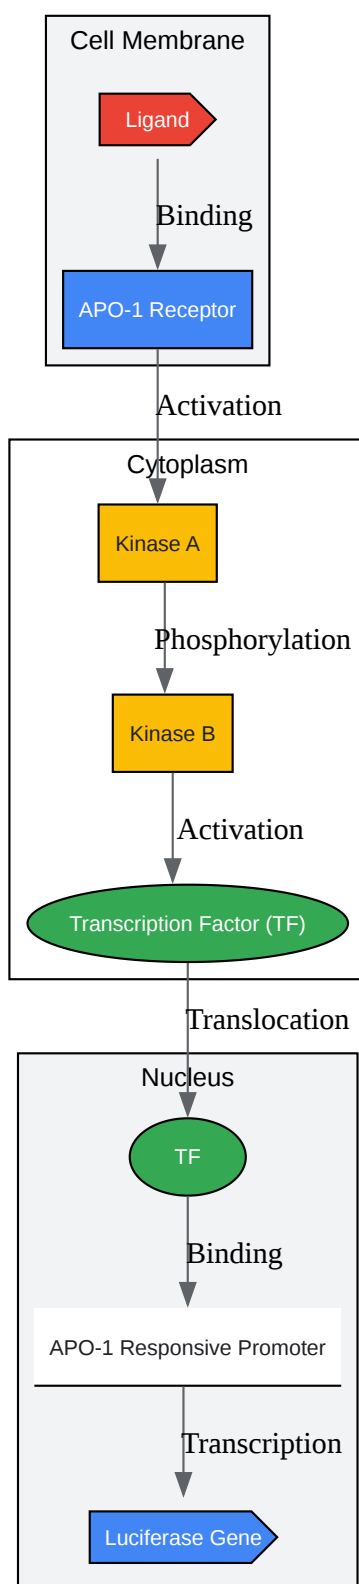 Cell Membrane
Ligand
Binding
APO-1 Receptor
Activation
Cytoplasm
Kinase A
Phosphorylation
Kinase B
Activation
Transcription Factor (TF)
Translocation
Nucleus
TF
Binding
APO-1 Responsive Promoter
Transcription
Luciferase Gene